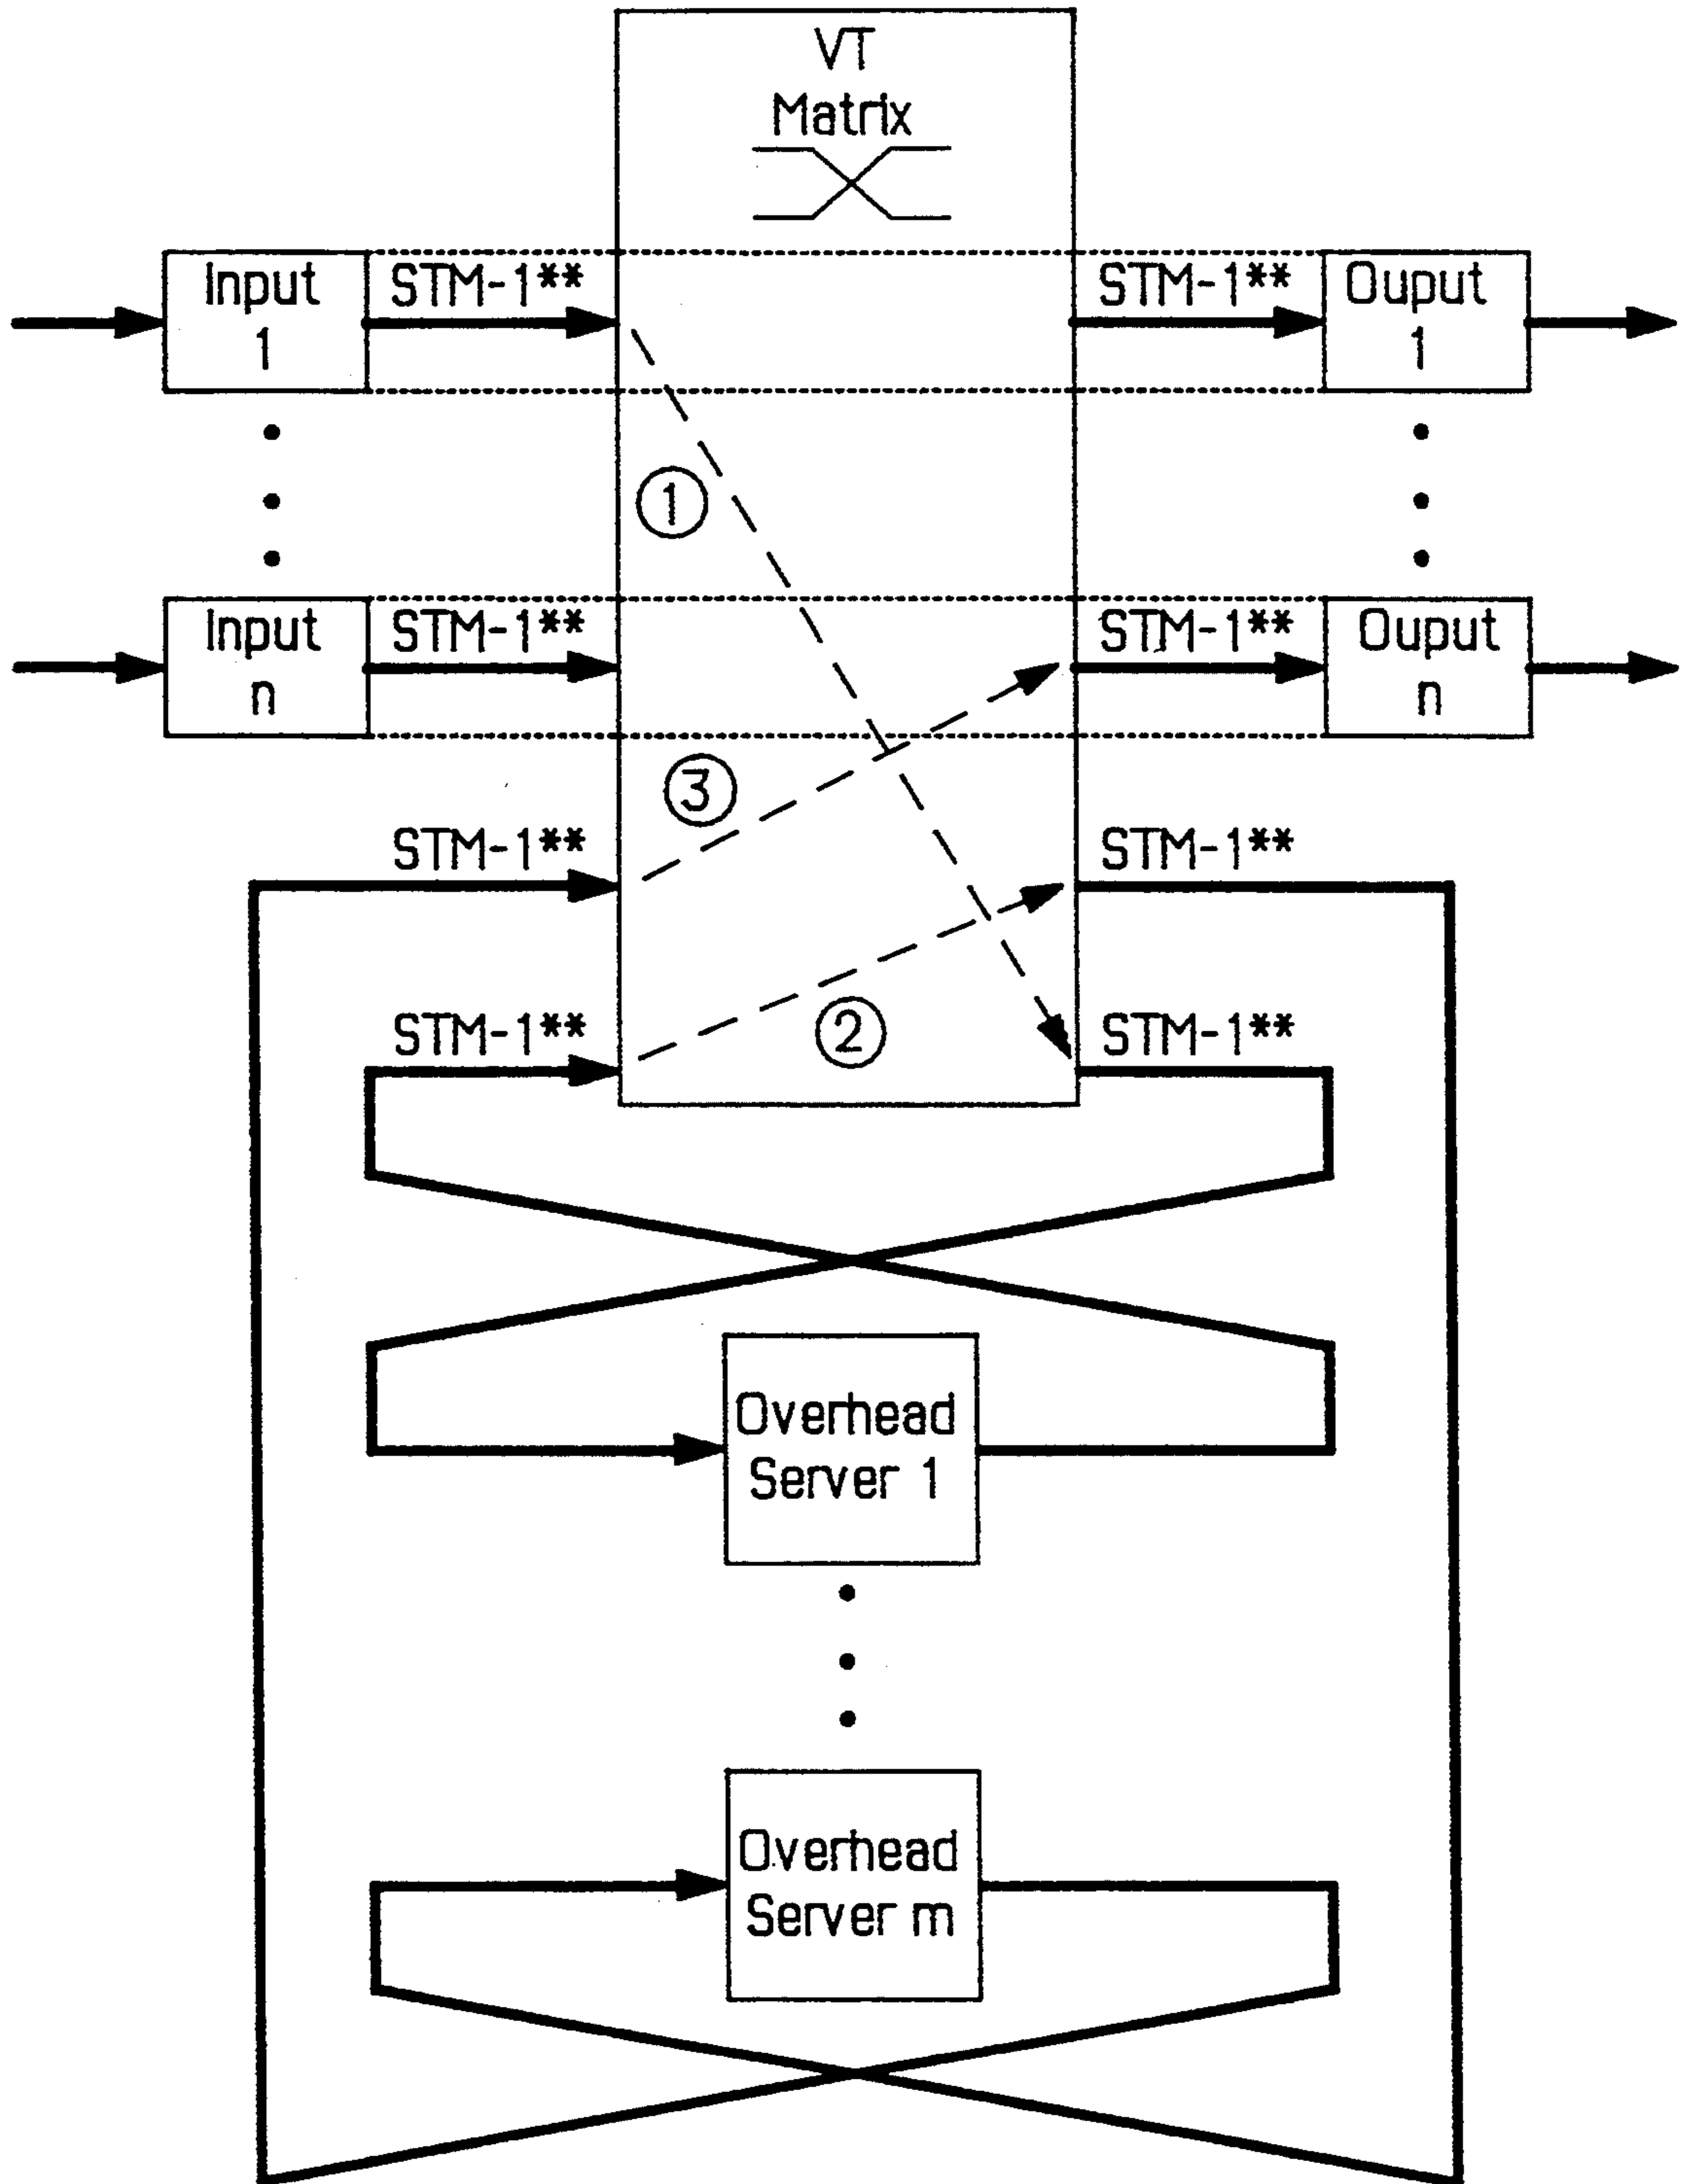 VT
Matrix
Input
1
STM-1**
STM-1**
Ouput
1
①
Input
n
STM-1**
STM-1**
Ouput
n
③
STM-1**
STM-1**
STM-1**
②
STM-1**
Overhead
Server 1
Overhead
Server m